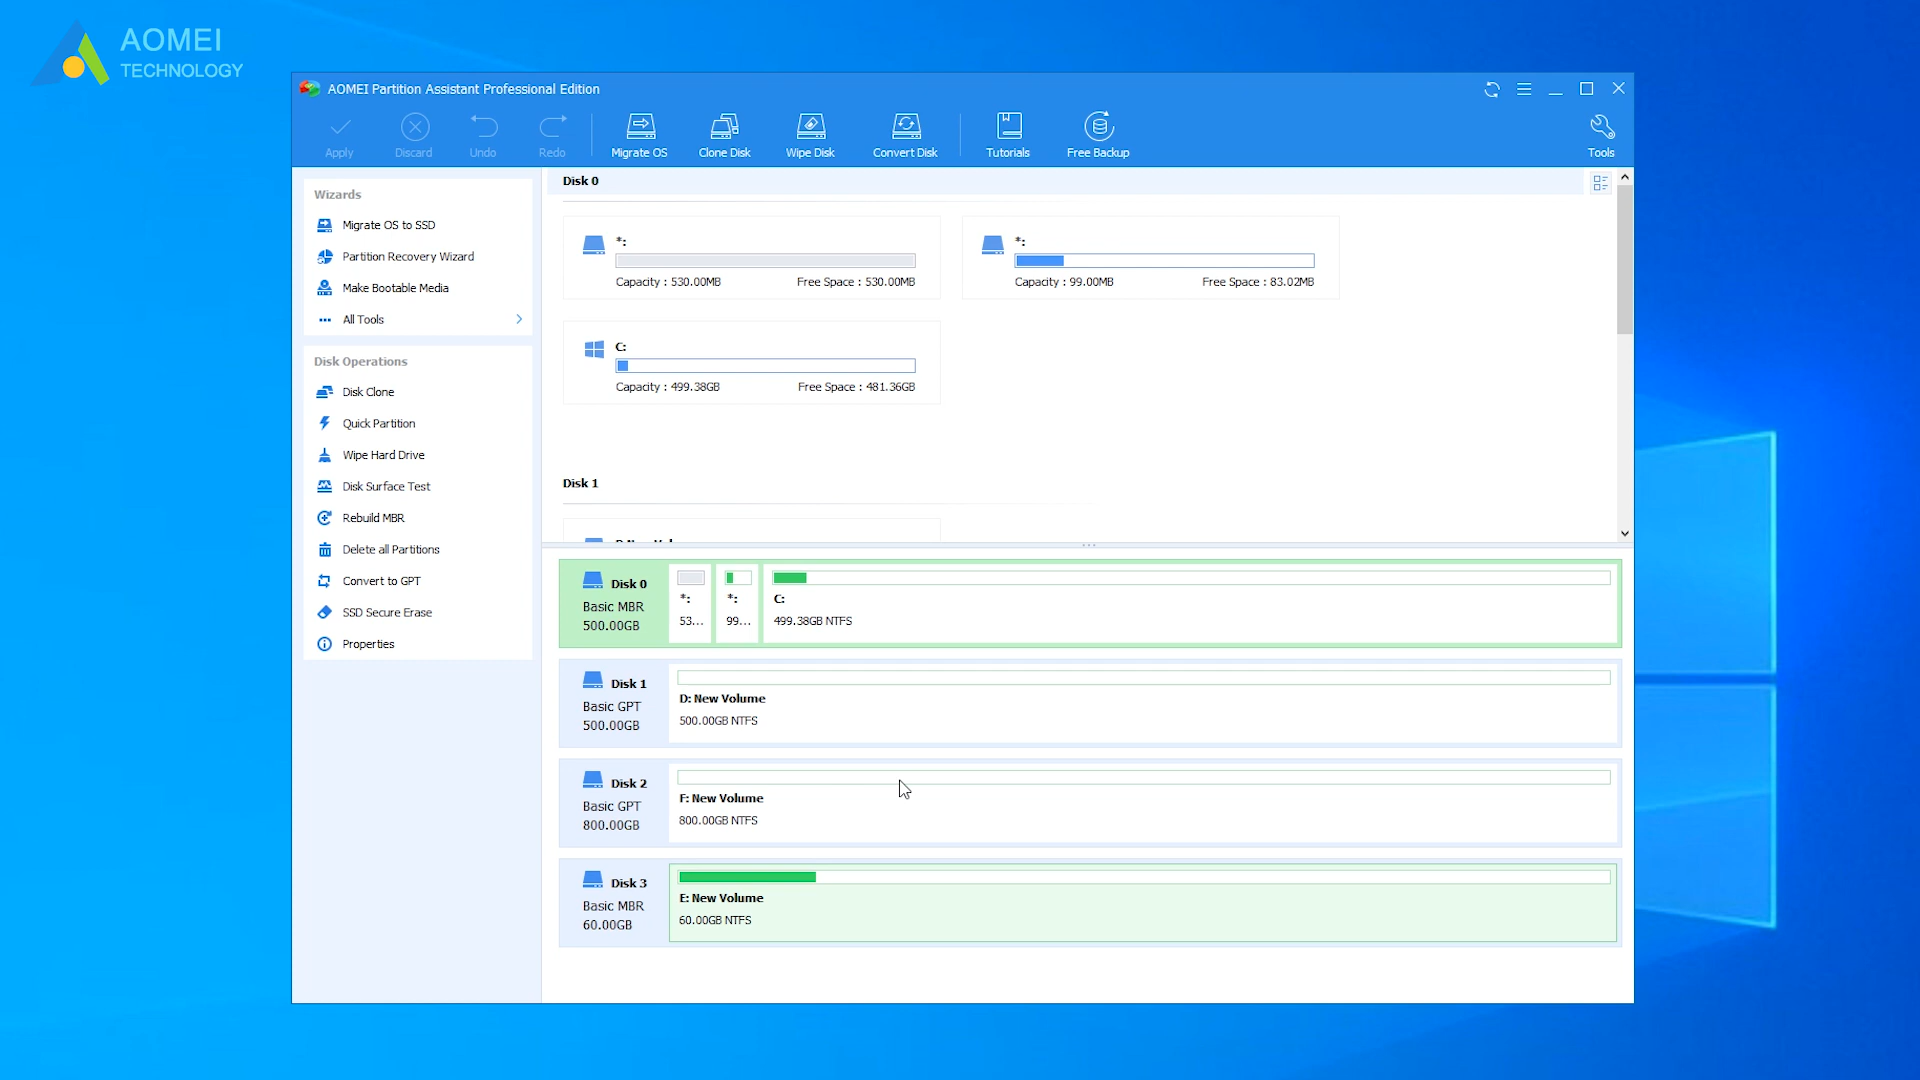 AOMEI
TECHNOLOGY
AOMEI Partition Assistant Professional Edition
Apply
Discard
Undo
Redo
Migrate OS
Clone Disk
Wipe Disk
Convert Disk
Tutorials
Free Backup
Tools
Wizards
Migrate OS to SSD
Partition Recovery Wizard
Make Bootable Media
All Tools
Disk Operations
Disk Clone
Quick Partition
Wipe Hard Drive
Disk Surface Test
Rebuild MBR
Delete all Partitions
Convert to GPT
SSD Secure Erase
Properties
Disk 0
*:
Capacity : 530.00MB Free Space : 530.00MB
*:
Capacity : 99.00MB Free Space : 83.02MB
C:
Capacity : 499.38GB Free Space : 481.36GB
Disk 1
Disk 0
Basic MBR
500.00GB
*:
53...
*:
99...
C:
499.38GB NTFS
Disk 1
Basic GPT
500.00GB
D: New Volume
500.00GB NTFS
Disk 2
Basic GPT
800.00GB
F: New Volume
800.00GB NTFS
Disk 3
Basic MBR
60.00GB
E: New Volume
60.00GB NTFS